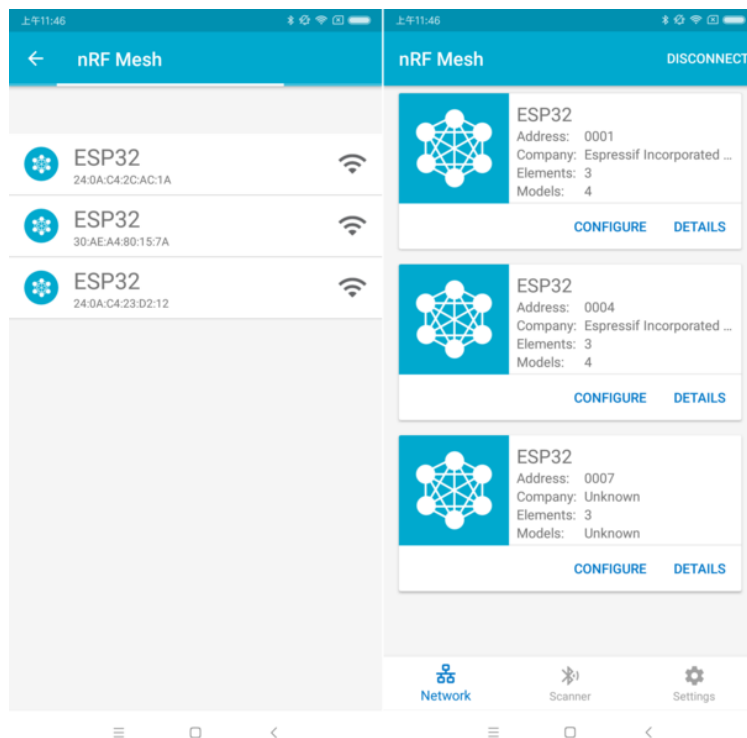 上午11:46
nRF Mesh
ESP32
24:0A:C4:2C:AC:1A
ESP32
30:AE:A4:80:15:7A
ESP32
24:0A:C4:23:D2:12
上午11:46
nRF Mesh DISCONNECT
ESP32
Address: 0001
Company: Espressif Incorporated ...
Elements: 3
Models: 4
CONFIGURE DETAILS
ESP32
Address: 0004
Company: Espressif Incorporated ...
Elements: 3
Models: 4
CONFIGURE DETAILS
ESP32
Address: 0007
Company: Unknown
Elements: 3
Models: Unknown
CONFIGURE DETAILS
Network Scanner Settings